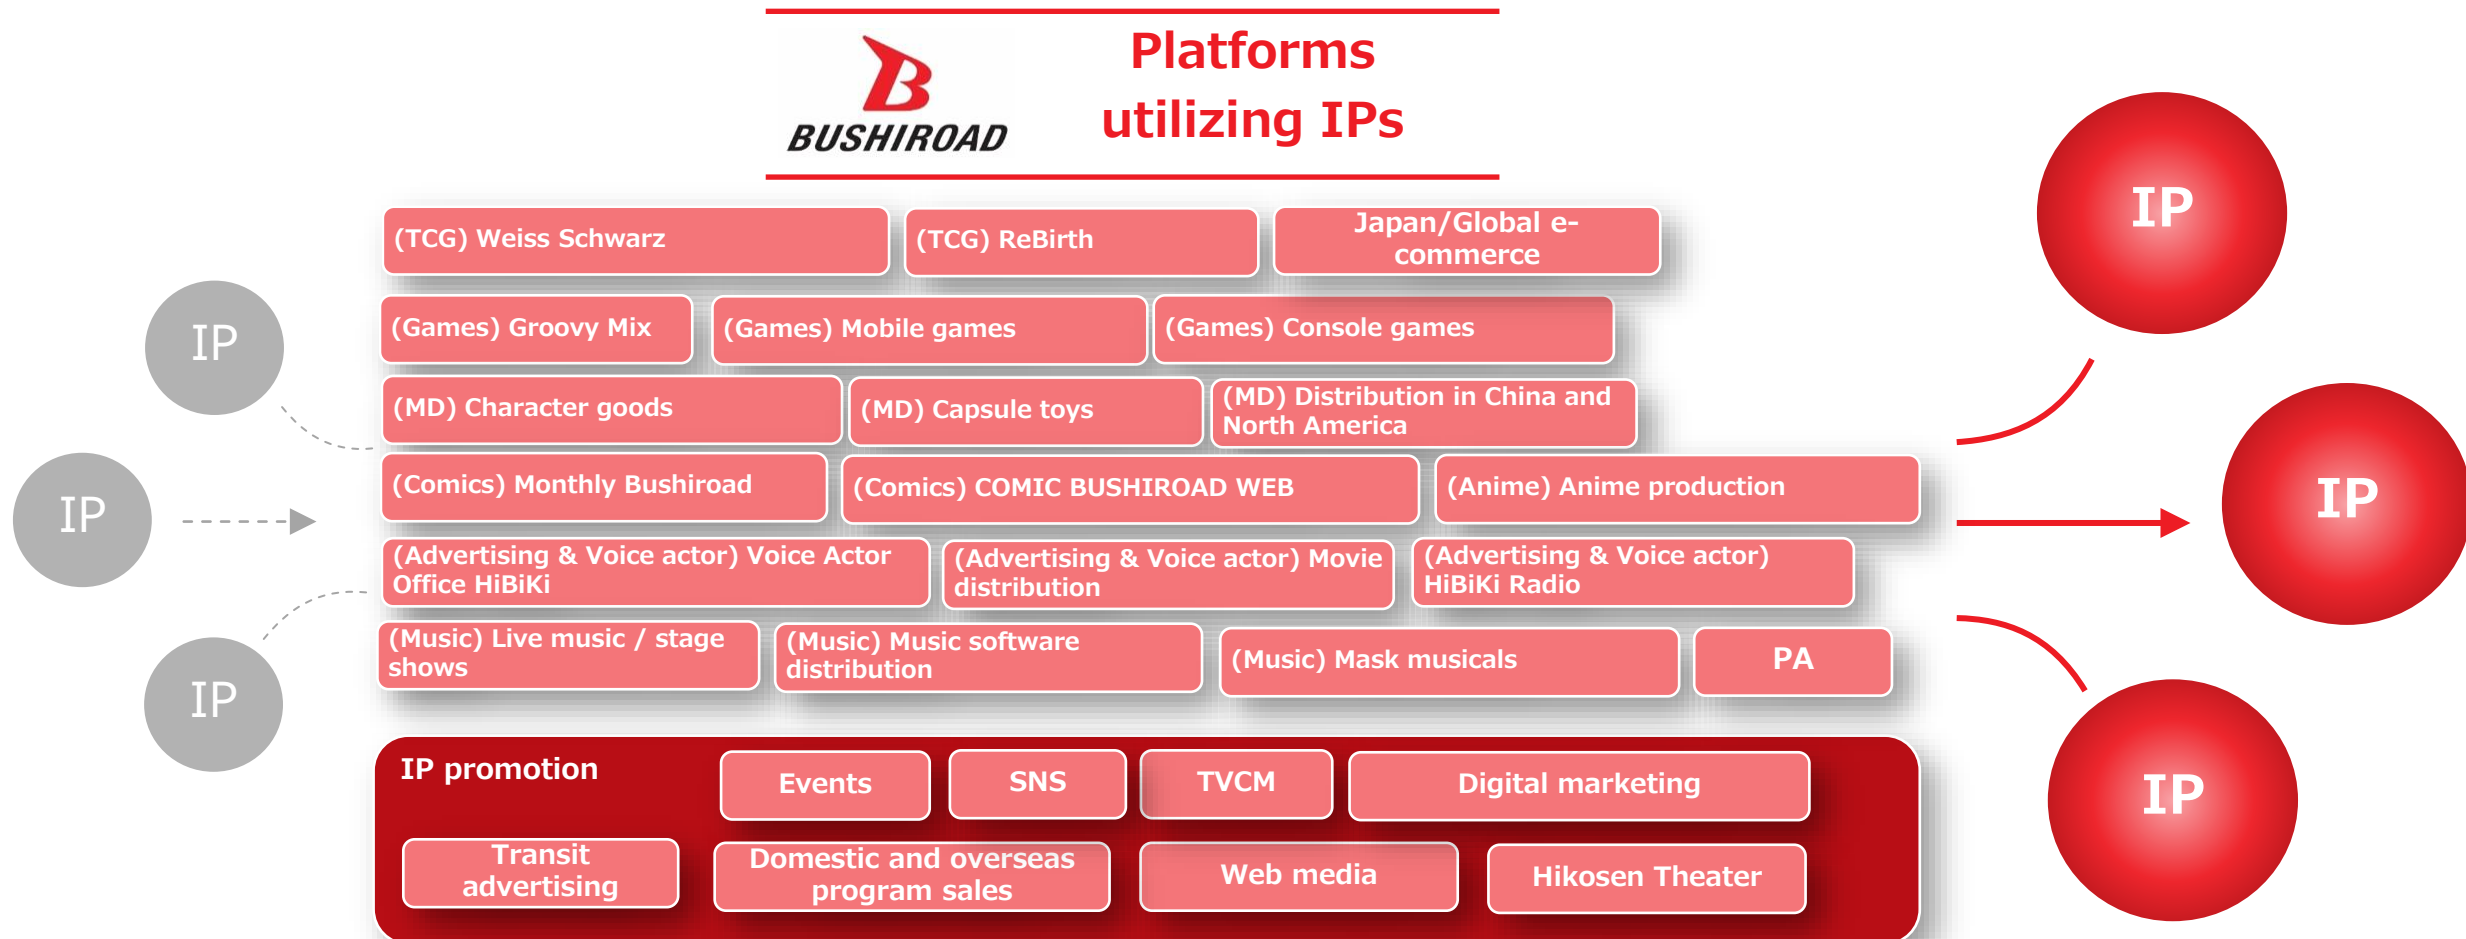 BUSHIROAD
Platforms
utilizing IPs
(TCG) Weiss Schwarz
(TCG) ReBirth
Japan/Global e-
commerce
(Games) Groovy Mix
(Games) Mobile games
(Games) Console games
(MD) Character goods
(MD) Capsule toys
(MD) Distribution in China and
North America
(Comics) Monthly Bushiroad
(Comics) COMIC BUSHIROAD WEB
(Anime) Anime production
(Advertising & Voice actor) Voice Actor
Office HiBiKi
(Advertising & Voice actor) Movie
distribution
(Advertising & Voice actor)
HiBiKi Radio
(Music) Live music / stage
shows
(Music) Music software
distribution
(Music) Mask musicals
PA
IP promotion
Events
SNS
TVCM
Digital marketing
Transit
advertising
Domestic and overseas
program sales
Web media
Hikosen Theater
IP
IP
IP
IP
IP
IP